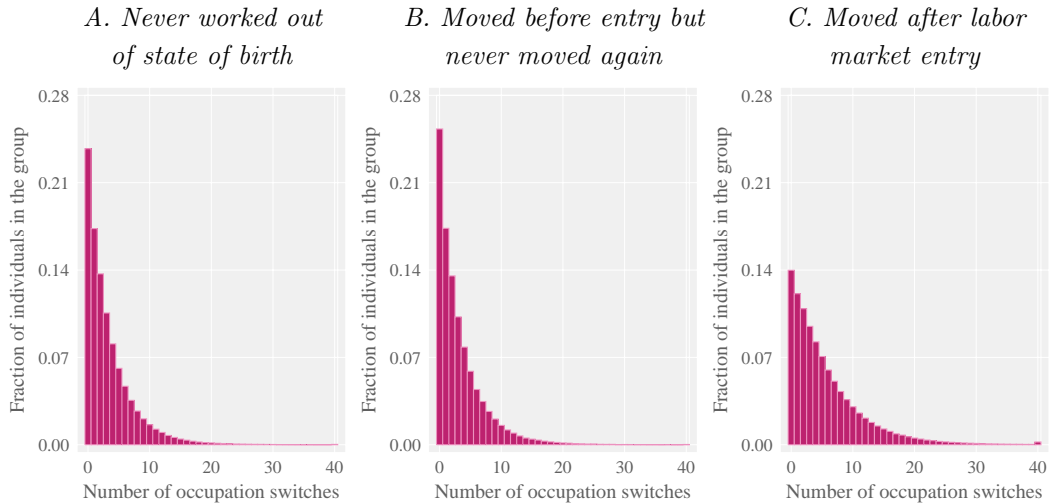 A. Never worked out
of state of birth
B. Moved before entry but
never moved again
C. Moved after labor
market entry
Fraction of individuals in the group
0.28
0.21
0.14
0.07
0.00
0
10
20
30
40
Number of occupation switches
Fraction of individuals in the group
0.28
0.21
0.14
0.07
0.00
0
10
20
30
40
Number of occupation switches
Fraction of individuals in the group
0.28
0.21
0.14
0.07
0.00
0
10
20
30
40
Number of occupation switches